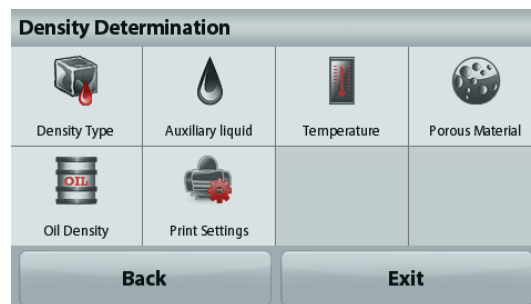 Density Determination
Density Type
Auxiliary liquid
Temperature
Porous Material
OIL
Oil Density
Print Settings
Back
Exit